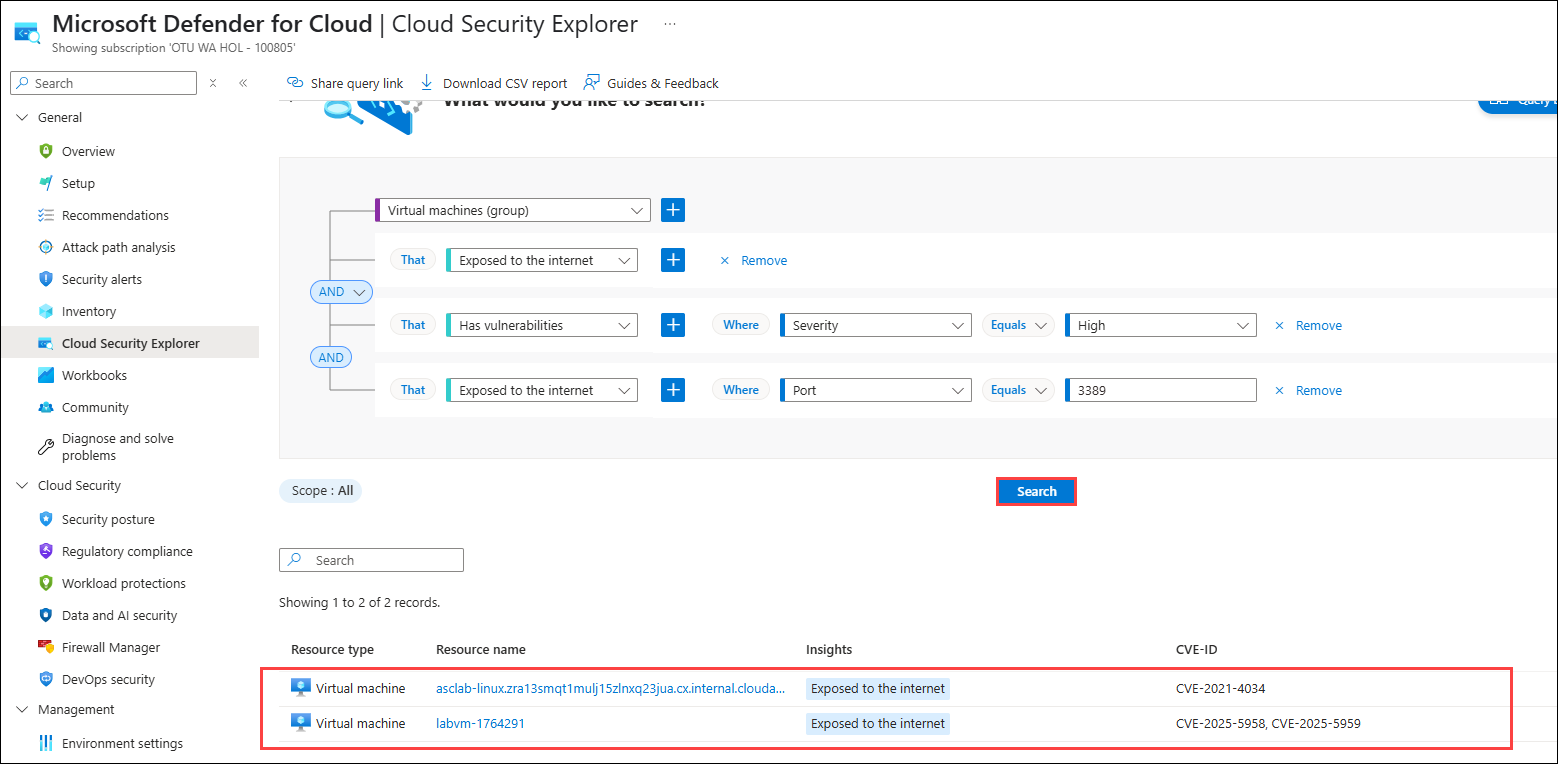 Microsoft Defender for Cloud | Cloud Security Explorer ...
Showing subscription 'OTU WA HOL - 100805'
Search
Share query link
Download CSV report
Guides & Feedback
General
Overview
Setup
Recommendations
Attack path analysis
Security alerts
Inventory
Cloud Security Explorer
Workbooks
Community
Diagnose and solve
problems
Cloud Security
Security posture
Regulatory compliance
Workload protections
Data and AI security
Firewall Manager
DevOps security
Management
Environment settings
What would you like to search?
Query
Virtual machines (group)
That Exposed to the internet Remove
AND
That Has vulnerabilities Where Severity Equals High Remove
AND
That Exposed to the internet Where Port Equals 3389 Remove
Scope : All
Search
Search
Showing 1 to 2 of 2 records.
Resource type Resource name Insights CVE-ID
Virtual machine asclab-linux.zra13smqt1mulj15zlnxq23jua.cx.internal.clouda... Exposed to the internet CVE-2021-4034
Virtual machine labvm-1764291 Exposed to the internet CVE-2025-5958, CVE-2025-5959